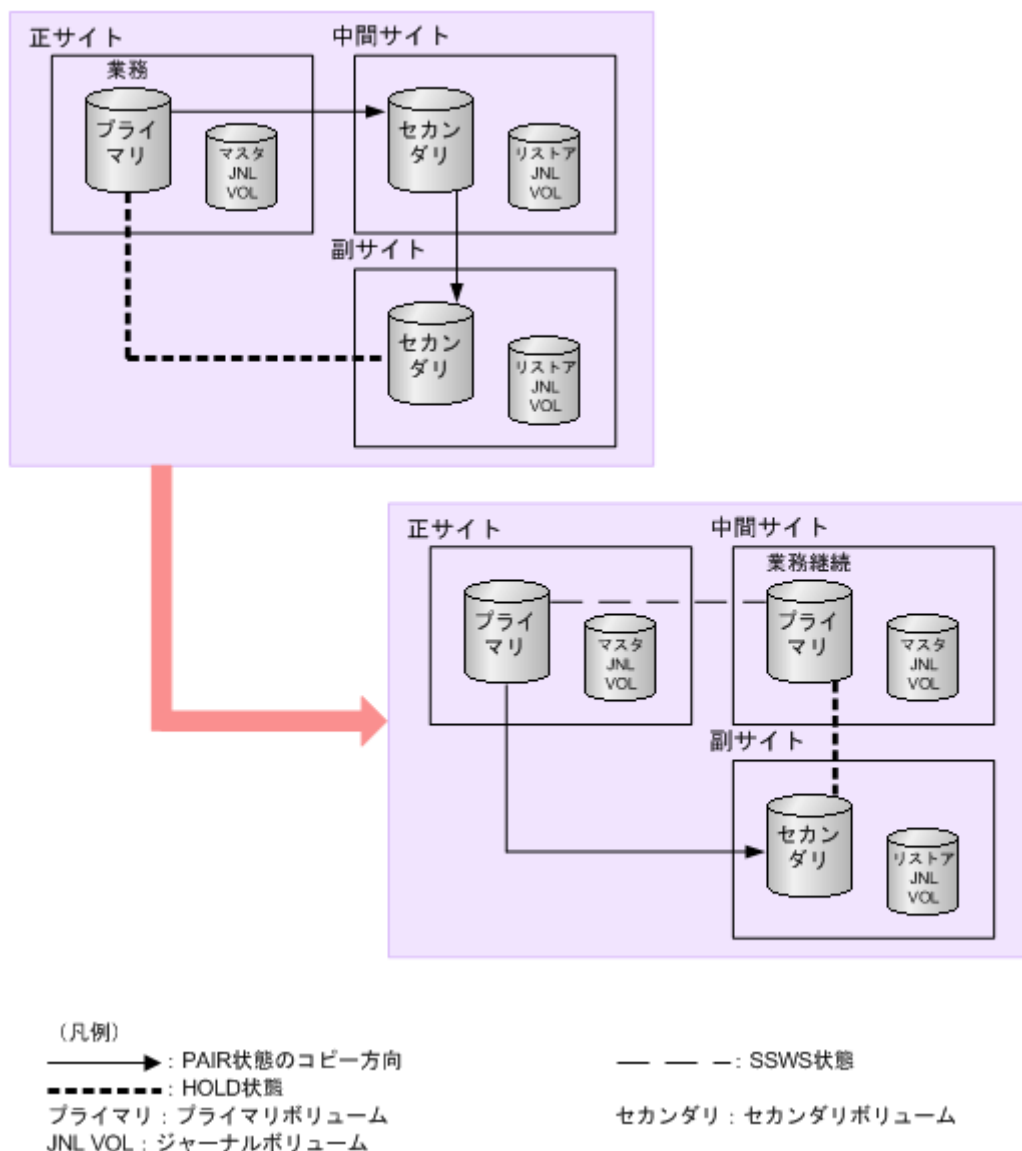 正サイト
中間サイト
業務
プライ
マリ
マスタ
JNL
VOL
セカン
ダリ
リストア
JNL
VOL
副サイト
セカン
ダリ
リストア
JNL
VOL
正サイト
中間サイト
業務継続
プライ
マリ
マスタ
JNL
VOL
プライ
マリ
マスタ
JNL
VOL
副サイト
セカン
ダリ
リストア
JNL
VOL
（凡例）
：PAIR状態のコピー方向
：SSWS状態
：HOLD状態
プライマリ：プライマリボリューム
セカンダリ：セカンダリボリューム
JNL VOL：ジャーナルボリューム